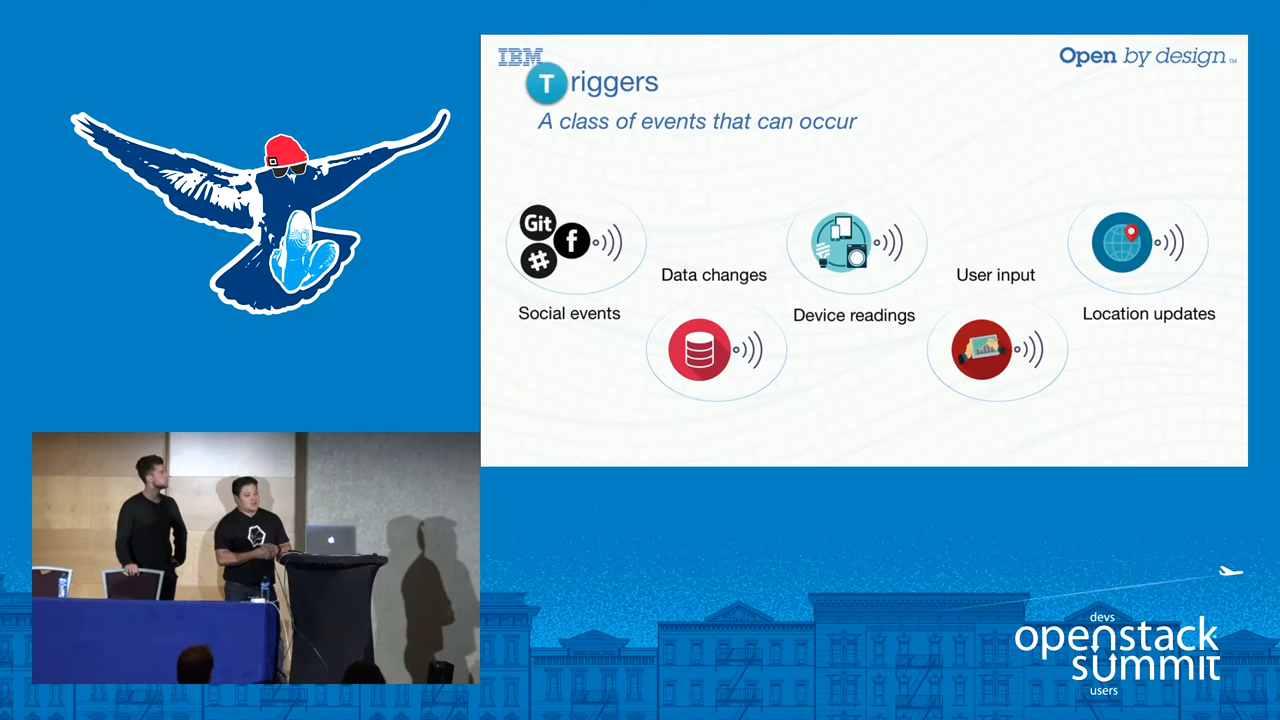 IBM
Open by design™
Triggers
A class of events that can occur
Git
f
#
Data changes
User input
Social events
Device readings
Location updates
devs
openstack
summit
users